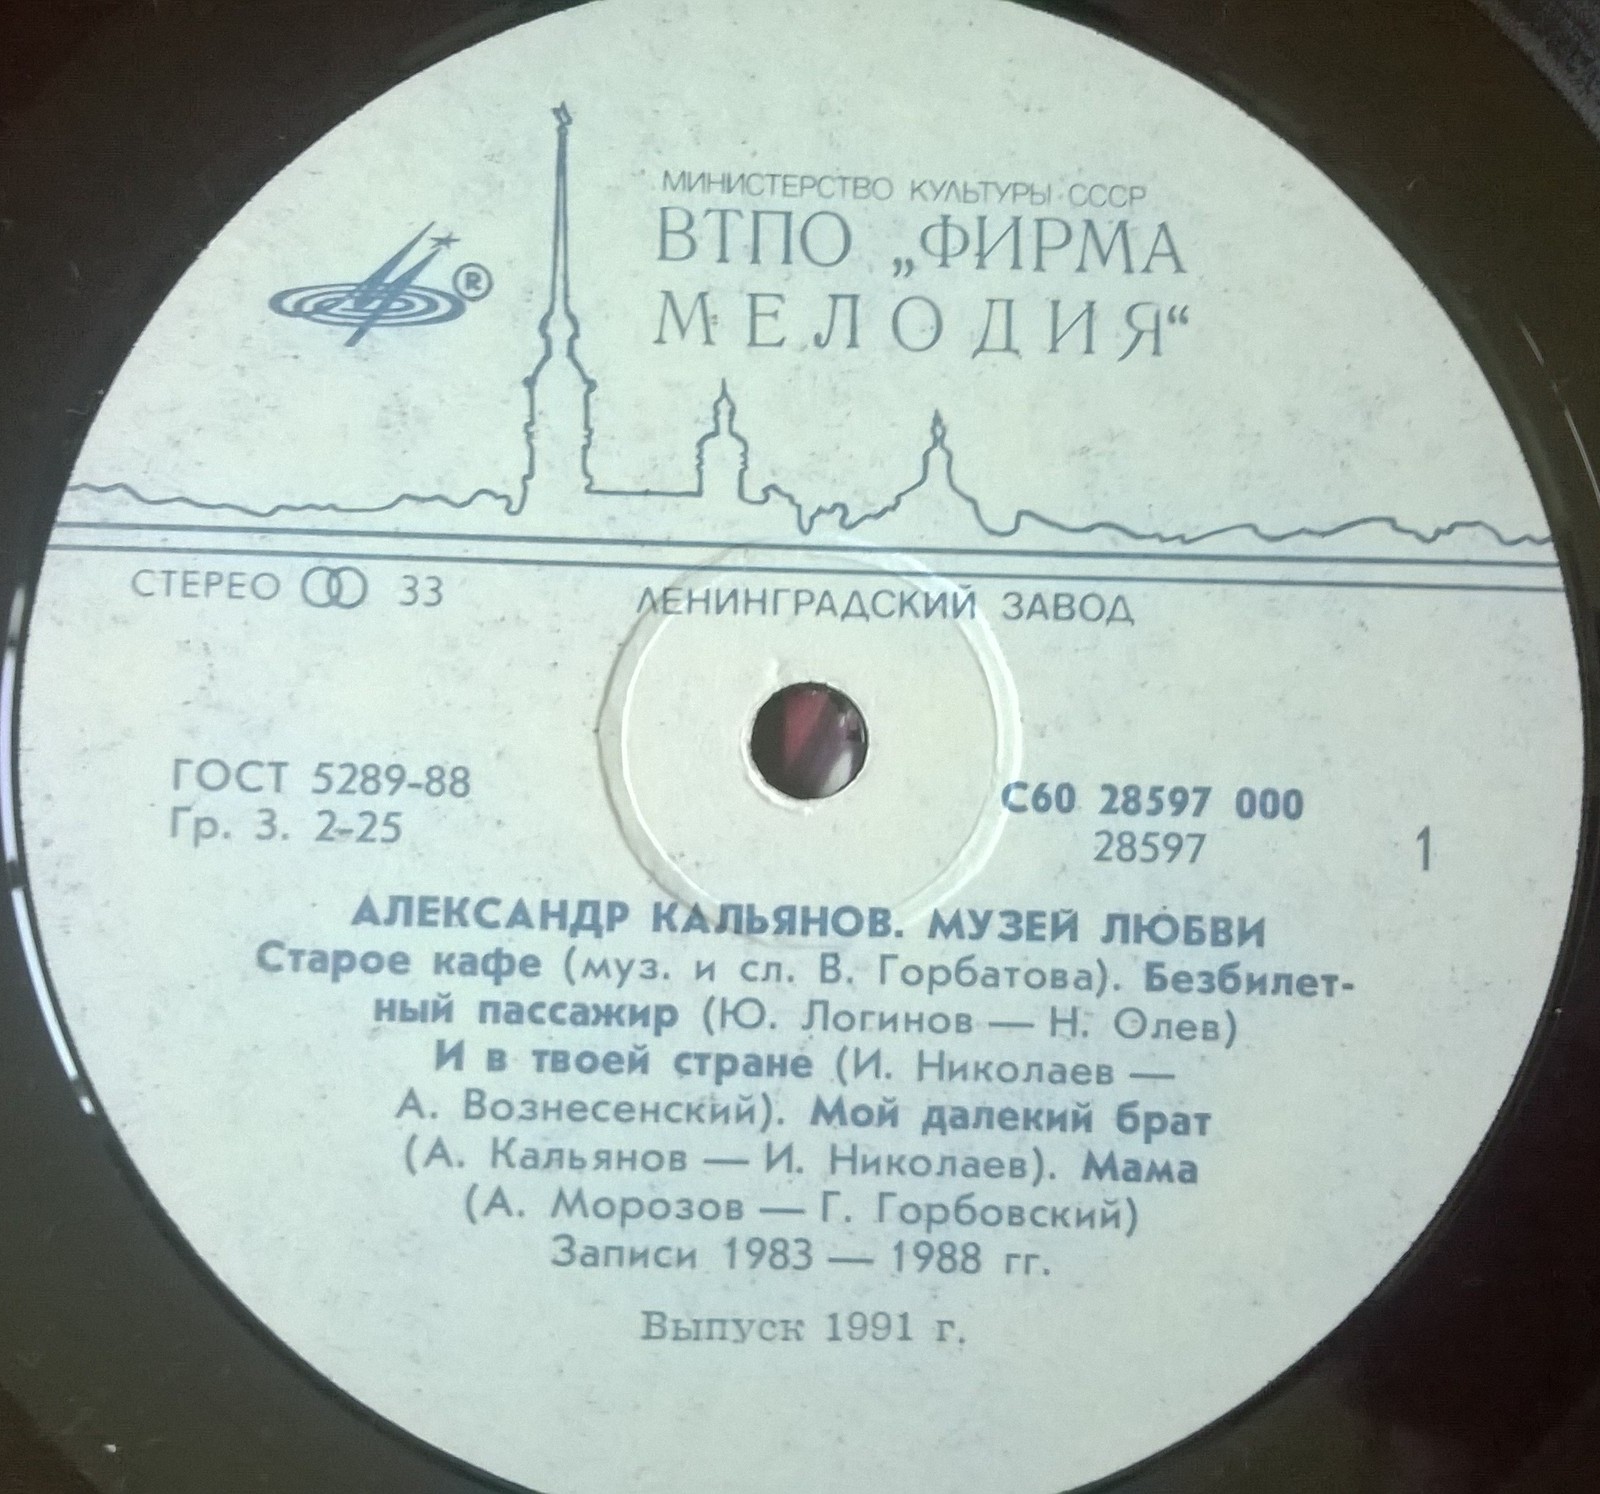 МИНИСТЕРСТВО КУЛЬТУРЫ СССР
ВТПО „ФИРМА
МЕЛОДИЯ“
®
СТЕРЕО 33
ЛЕНИНГРАДСКИЙ ЗАВОД
ГОСТ 5289-88
Гр. 3. 2-25
С60 28597 000
28597
1
АЛЕКСАНДР КАЛЬЯНОВ. МУЗЕЙ ЛЮБВИ
Старое кафе (муз. и сл. В. Горбатова). Безбилет-
ный пассажир (Ю. Логинов — Н. Олев)
И в твоей стране (И. Николаев —
А. Вознесенский). Мой далекий брат
(А. Кальянов — И. Николаев). Мама
(А. Морозов — Г. Горбовский)
Записи 1983 — 1988 гг.
Выпуск 1991 г.